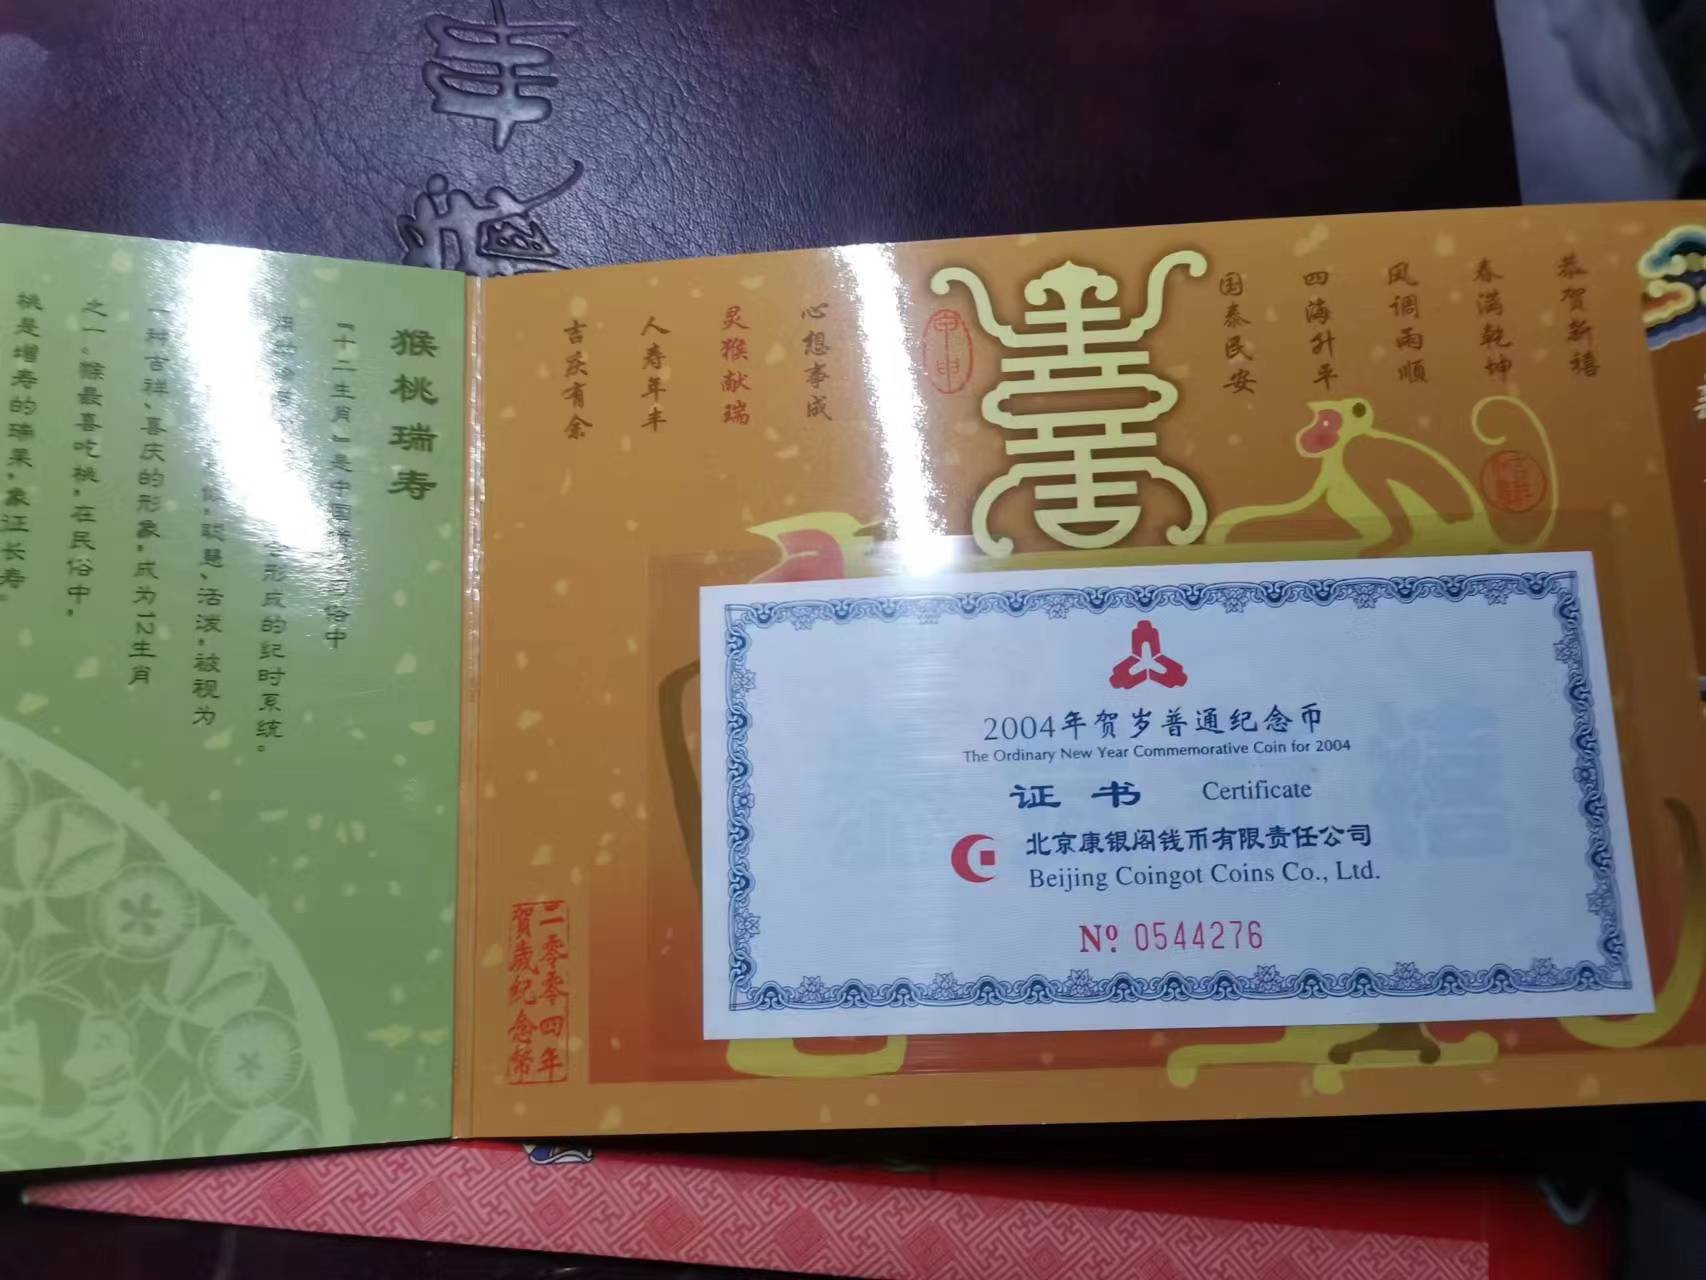 恭贺新禧
春满乾坤
风调雨顺
四海升平
国泰民安
心想事成
灵猴献瑞
人寿年丰
吉庆有余
2004年贺岁普通纪念币
The Ordinary New Year Commemorative Coin for 2004
证 书 Certificate
北京康银阁钱币有限责任公司
Beijing Coingot Coins Co., Ltd.
Nº. 0544276
二零零四年
賀歲纪念幣
猴桃瑞寿
“十二生肖”是中国
形成的纪时系统。
聪慧、活泼,被视为
一种吉祥、喜庆的形象,成为12生肖
之一。猴最喜吃桃,在民俗中,
桃是增寿的瑞果,象征长寿。